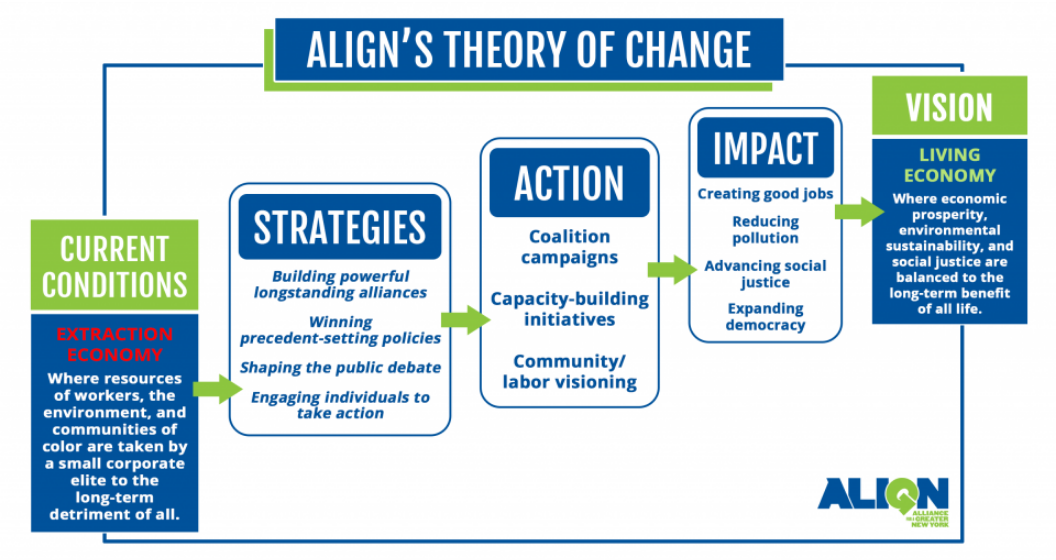 ALIGN'S THEORY OF CHANGE
CURRENT
CONDITIONS
EXTRACTION
ECONOMY
Where resources
of workers, the
environment, and
communities of
color are taken by
a small corporate
elite to the
long-term
detriment of all.
STRATEGIES
Building powerful
longstanding alliances
Winning
precedent-setting policies
Shaping the public debate
Engaging individuals to
take action
ACTION
Coalition
campaigns
Capacity-building
initiatives
Community/
labor visioning
IMPACT
Creating good jobs
Reducing
pollution
Advancing social
justice
Expanding
democracy
VISION
LIVING
ECONOMY
Where economic
prosperity,
environmental
sustainability, and
social justice are
balanced to the
long-term benefit
of all life.
ALIGN
ALLIANCE
GREATER
NEW YORK